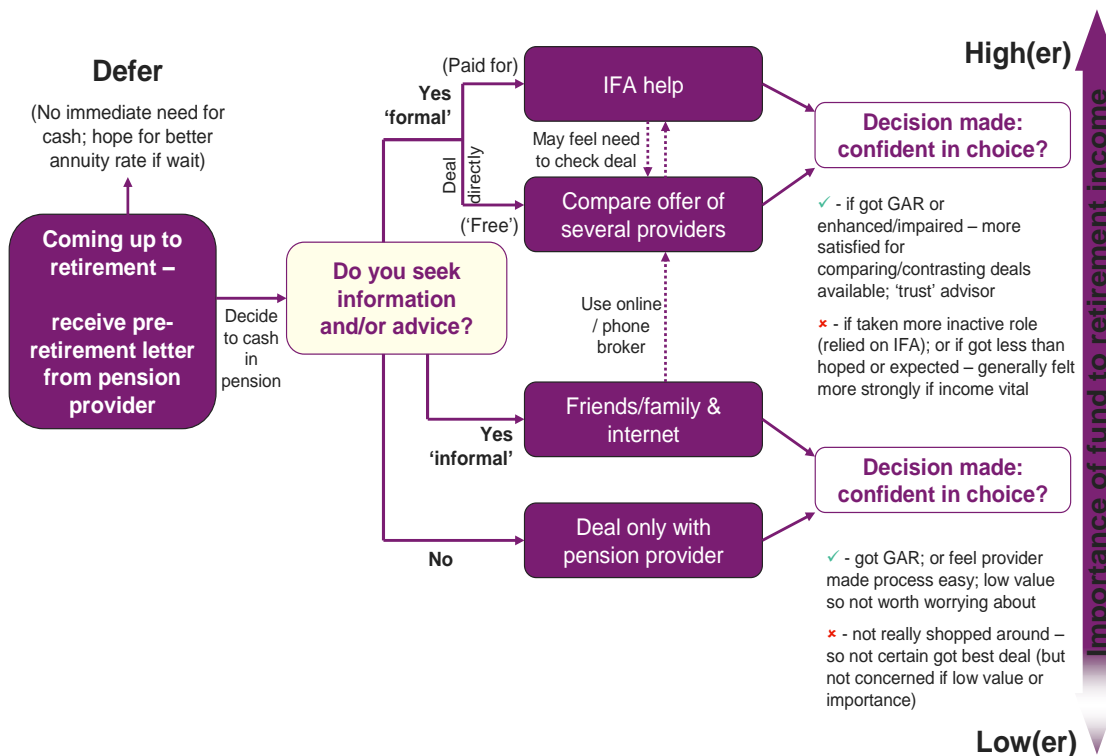 Defer
(No immediate need for
cash; hope for better
annuity rate if wait)
Coming up to
retirement –
receive pre-
retirement letter
from pension
provider
Decide
to cash
in
pension
Do you seek
information
and/or advice?
Yes
‘formal’
(Paid for)
Deal
directly
(‘Free’)
IFA help
May feel need
to check deal
Compare offer of
several providers
Use online
/ phone
broker
Friends/family &
internet
Yes
‘informal’
Deal only with
pension provider
No
High(er)
Decision made:
confident in choice?
✓ - if got GAR or
enhanced/impaired – more
satisfied for
comparing/contrasting deals
available; ‘trust’ advisor
✗ - if taken more inactive role
(relied on IFA); or if got less than
hoped or expected – generally felt
more strongly if income vital
Decision made:
confident in choice?
✓ - got GAR; or feel provider
made process easy; low value
so not worth worrying about
✗ - not really shopped around –
so not certain got best deal (but
not concerned if low value or
importance)
Low(er)
Importance of fund to retirement income